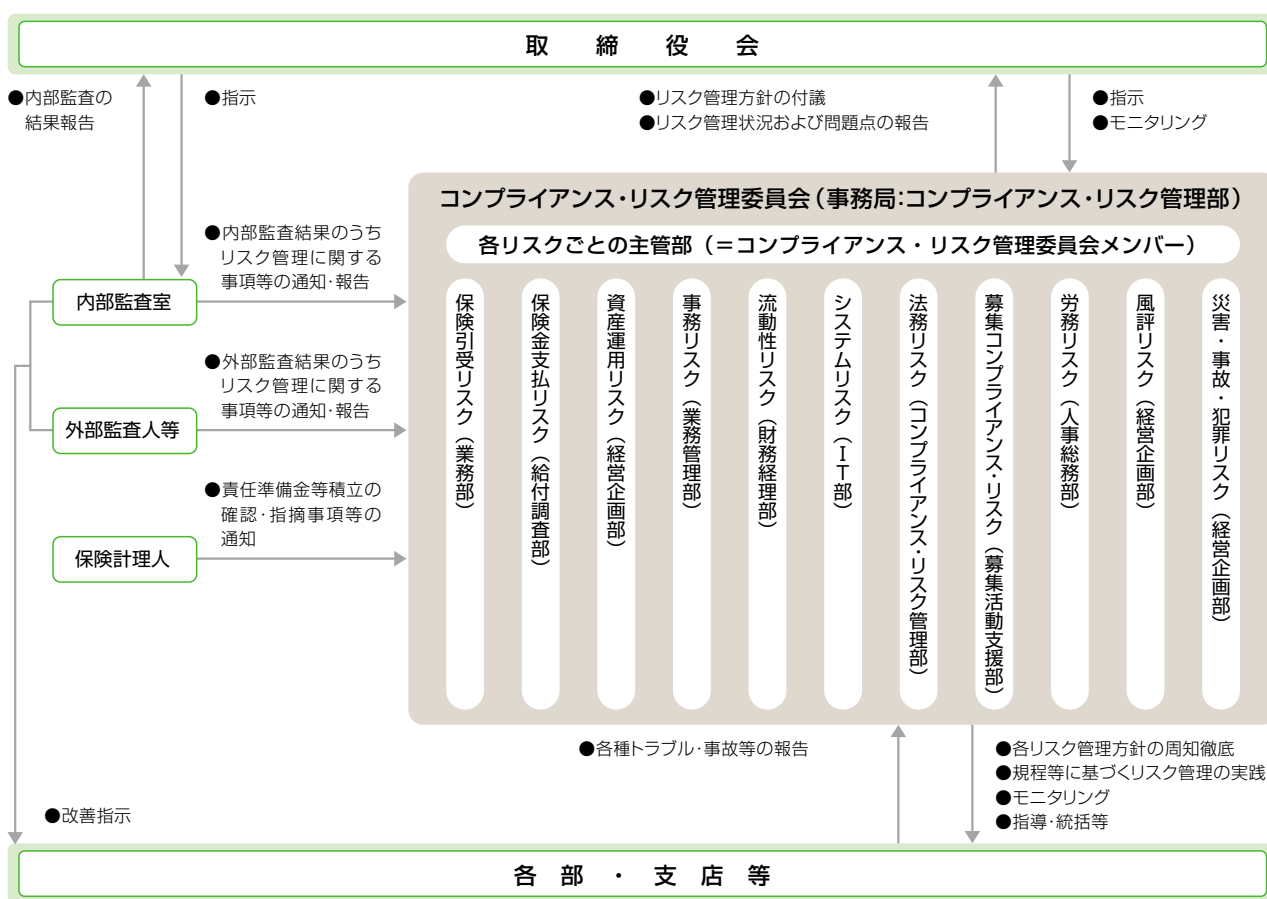 取締役会
●内部監査の
結果報告
●指示
●リスク管理方針の付議
●リスク管理状況および問題点の報告
●指示
●モニタリング
コンプライアンス・リスク管理委員会（事務局:コンプライアンス・リスク管理部）
各リスクごとの主管部（＝コンプライアンス・リスク管理委員会メンバー）
●内部監査結果のうち
リスク管理に関する
事項等の通知・報告
内部監査室
●外部監査結果のうち
リスク管理に関する
事項等の通知・報告
外部監査人等
●責任準備金等積立の
確認・指摘事項等の
通知
保険計理人
保険引受リスク（業務部）
保険金支払リスク（給付調査部）
資産運用リスク（経営企画部）
事務リスク（業務管理部）
流動性リスク（財務経理部）
システムリスク（IT部）
法務リスク（コンプライアンス・リスク管理部）
募集コンプライアンス・リスク（募集活動支援部）
労務リスク（人事総務部）
風評リスク（経営企画部）
災害・事故・犯罪リスク（経営企画部）
●各種トラブル・事故等の報告
●各リスク管理方針の周知徹底
●規程等に基づくリスク管理の実践
●モニタリング
●指導・統括等
●改善指示
各部・支店等